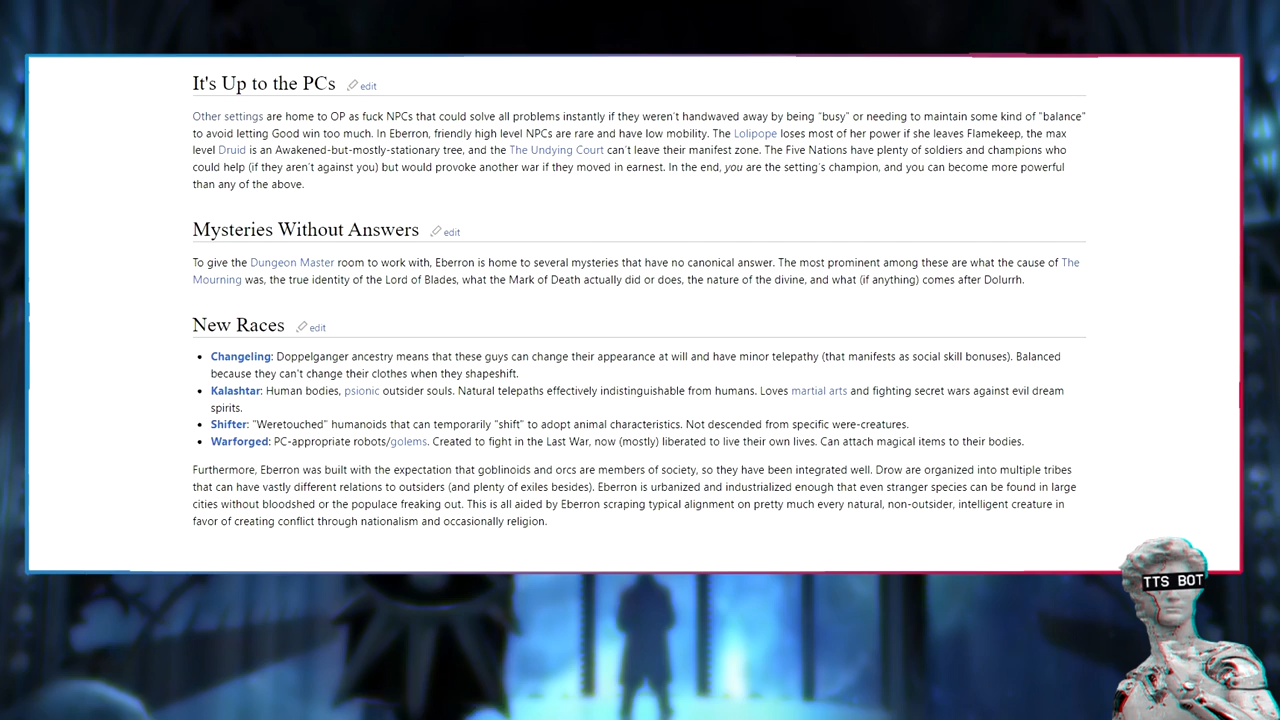 It's Up to the PCs edit
Other settings are home to OP as fuck NPCs that could solve all problems instantly if they weren't handwaved away by being "busy" or needing to maintain some kind of "balance"
to avoid letting Good win too much. In Eberron, friendly high level NPCs are rare and have low mobility. The Lolipope loses most of her power if she leaves Flamekeep, the max
level Druid is an Awakened-but-mostly-stationary tree, and the The Undying Court can't leave their manifest zone. The Five Nations have plenty of soldiers and champions who
could help (if they aren't against you) but would provoke another war if they moved in earnest. In the end, you are the setting's champion, and you can become more powerful
than any of the above.
Mysteries Without Answers edit
To give the Dungeon Master room to work with, Eberron is home to several mysteries that have no canonical answer. The most prominent among these are what the cause of The
Mourning was, the true identity of the Lord of Blades, what the Mark of Death actually did or does, the nature of the divine, and what (if anything) comes after Dolurrh.
New Races edit
• Changeling: Doppelganger ancestry means that these guys can change their appearance at will and have minor telepathy (that manifests as social skill bonuses). Balanced
because they can't change their clothes when they shapeshift.
• Kalashtar: Human bodies, psionic outsider souls. Natural telepaths effectively indistinguishable from humans. Loves martial arts and fighting secret wars against evil dream
spirits.
• Shifter: "Weretouched" humanoids that can temporarily "shift" to adopt animal characteristics. Not descended from specific were-creatures.
• Warforged: PC-appropriate robots/golems. Created to fight in the Last War, now (mostly) liberated to live their own lives. Can attach magical items to their bodies.
Furthermore, Eberron was built with the expectation that goblinoids and orcs are members of society, so they have been integrated well. Drow are organized into multiple tribes
that can have vastly different relations to outsiders (and plenty of exiles besides). Eberron is urbanized and industrialized enough that even stranger species can be found in large
cities without bloodshed or the populace freaking out. This is all aided by Eberron scraping typical alignment on pretty much every natural, non-outsider, intelligent creature in
favor of creating conflict through nationalism and occasionally religion.
TTS BOT